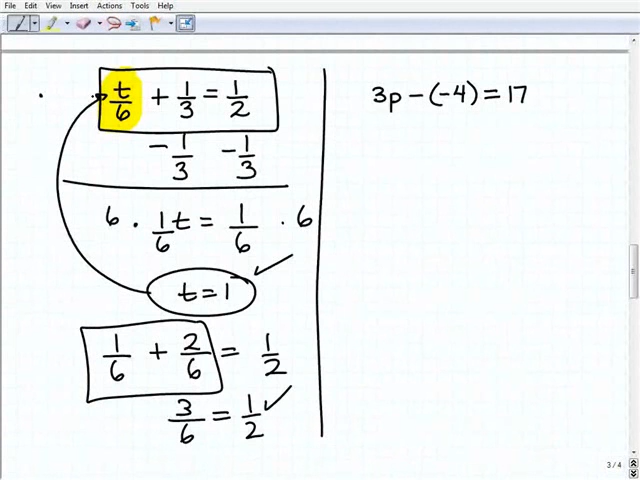 File Edit View Insert Actions Tools Help
t/6 + 1/3 = 1/2
- 1/3 - 1/3
6 · 1/6 t = 1/6 · 6
t = 1
1/6 + 2/6 = 1/2
3/6 = 1/2
3p - (-4) = 17
3 / 4